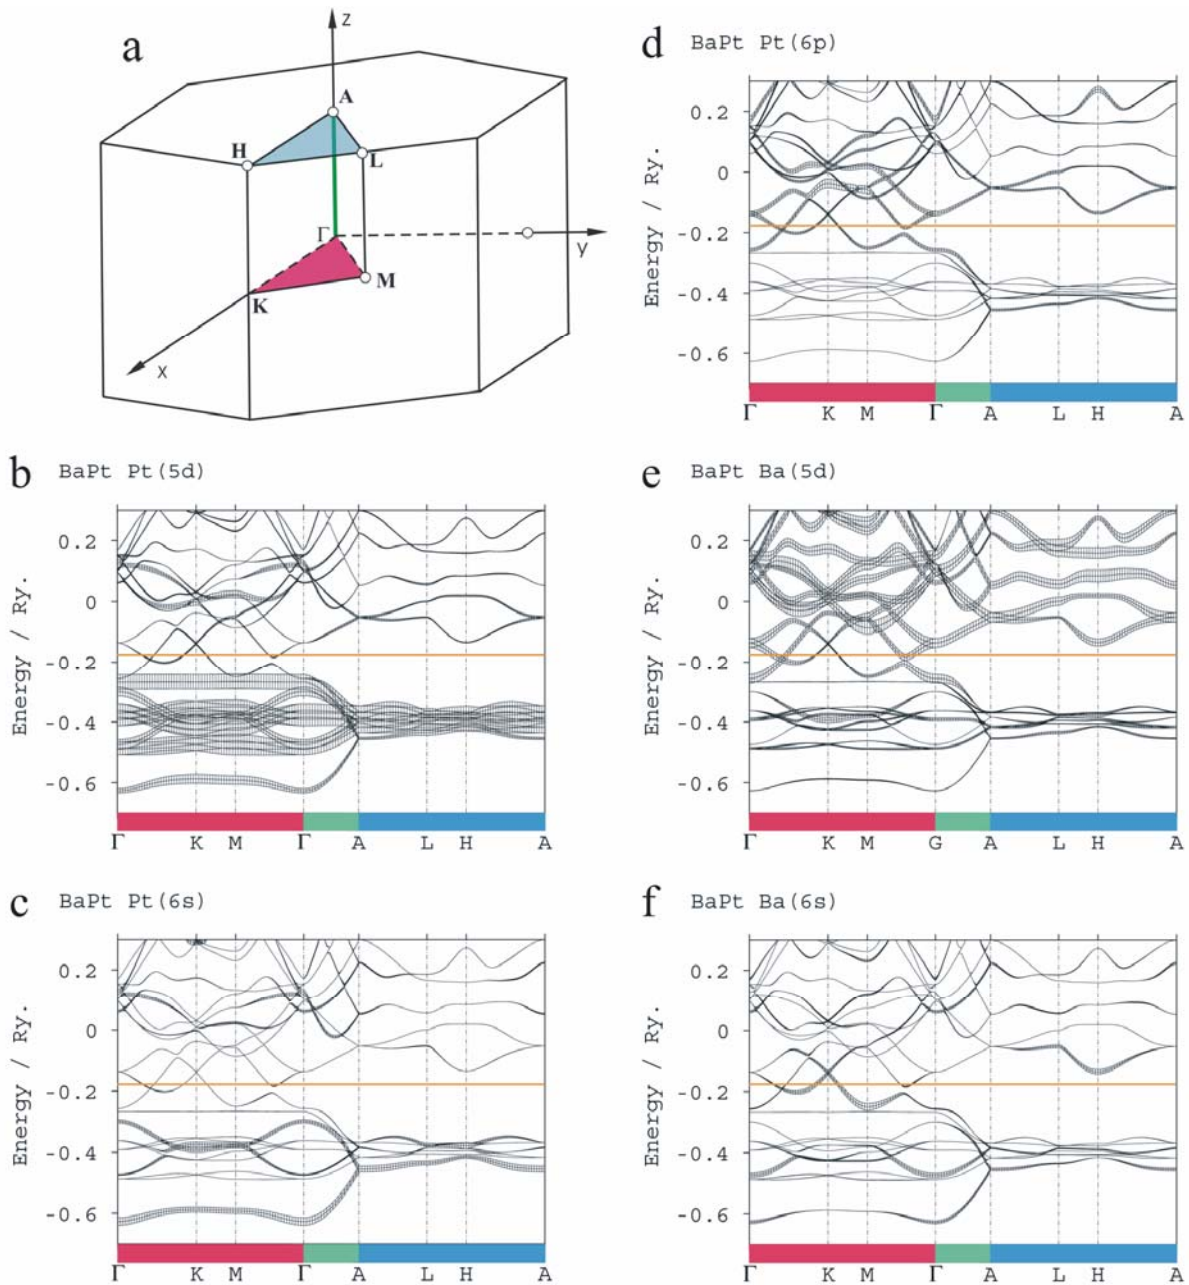 a
z
A
H
L
Γ
y
K
M
x
d BaPt Pt(6p)
Energy / Ry.
0.2
0
-0.2
-0.4
-0.6
Γ K M Γ A L H A
b BaPt Pt(5d)
Energy / Ry.
0.2
0
-0.2
-0.4
-0.6
Γ K M Γ A L H A
e BaPt Ba(5d)
Energy / Ry.
0.2
0
-0.2
-0.4
-0.6
Γ K M G A L H A
c BaPt Pt(6s)
Energy / Ry.
0.2
0
-0.2
-0.4
-0.6
Γ K M Γ A L H A
f BaPt Ba(6s)
Energy / Ry.
0.2
0
-0.2
-0.4
-0.6
Γ K M Γ A L H A